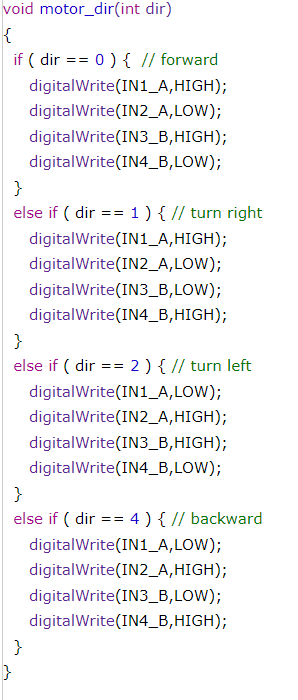 void motor_dir(int dir)
{
if ( dir == 0 ) {  // forward
digitalWrite(IN1_A,HIGH);
digitalWrite(IN2_A,LOW);
digitalWrite(IN3_B,HIGH);
digitalWrite(IN4_B,LOW);
}
else if ( dir == 1 ) { // turn right
digitalWrite(IN1_A,HIGH);
digitalWrite(IN2_A,LOW);
digitalWrite(IN3_B,LOW);
digitalWrite(IN4_B,HIGH);
}
else if ( dir == 2 ) { // turn left
digitalWrite(IN1_A,LOW);
digitalWrite(IN2_A,HIGH);
digitalWrite(IN3_B,HIGH);
digitalWrite(IN4_B,LOW);
}
else if ( dir == 4 ) { // backward
digitalWrite(IN1_A,LOW);
digitalWrite(IN2_A,HIGH);
digitalWrite(IN3_B,LOW);
digitalWrite(IN4_B,HIGH);
}
}